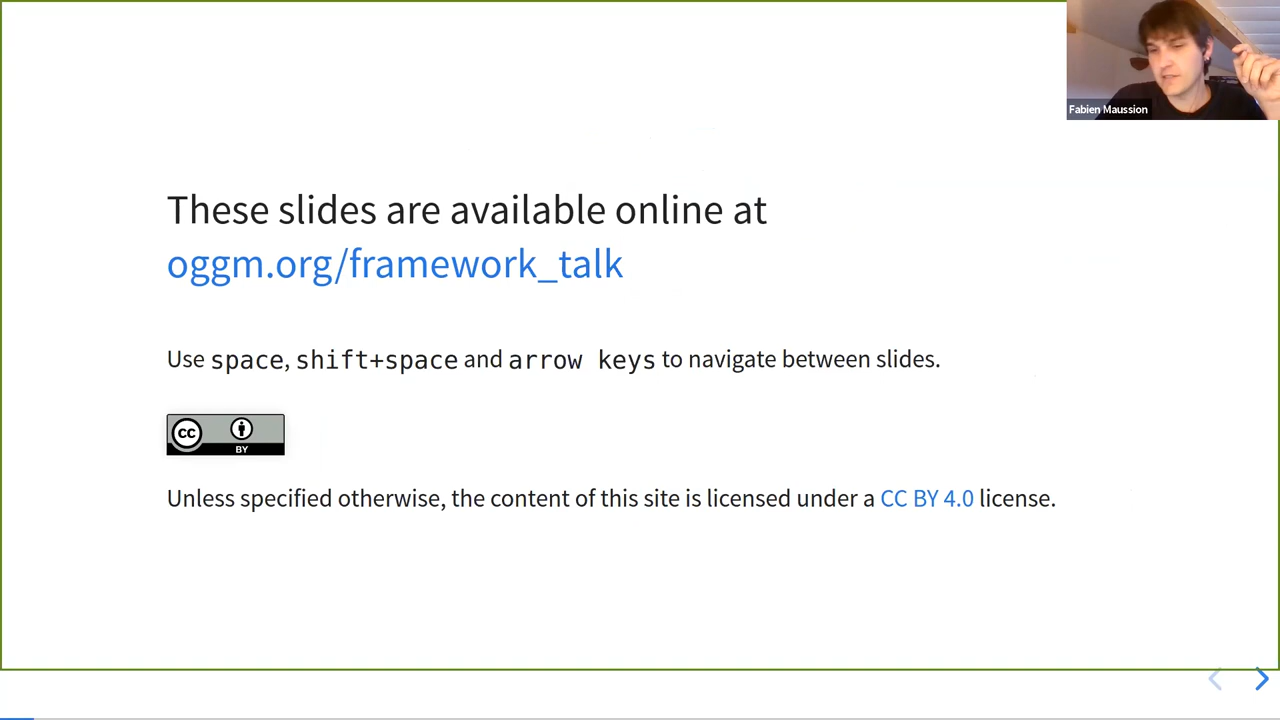 Fabien Maussion
These slides are available online at
oggm.org/framework_talk
Use space, shift+space and arrow keys to navigate between slides.
CC BY
Unless specified otherwise, the content of this site is licensed under a CC BY 4.0 license.